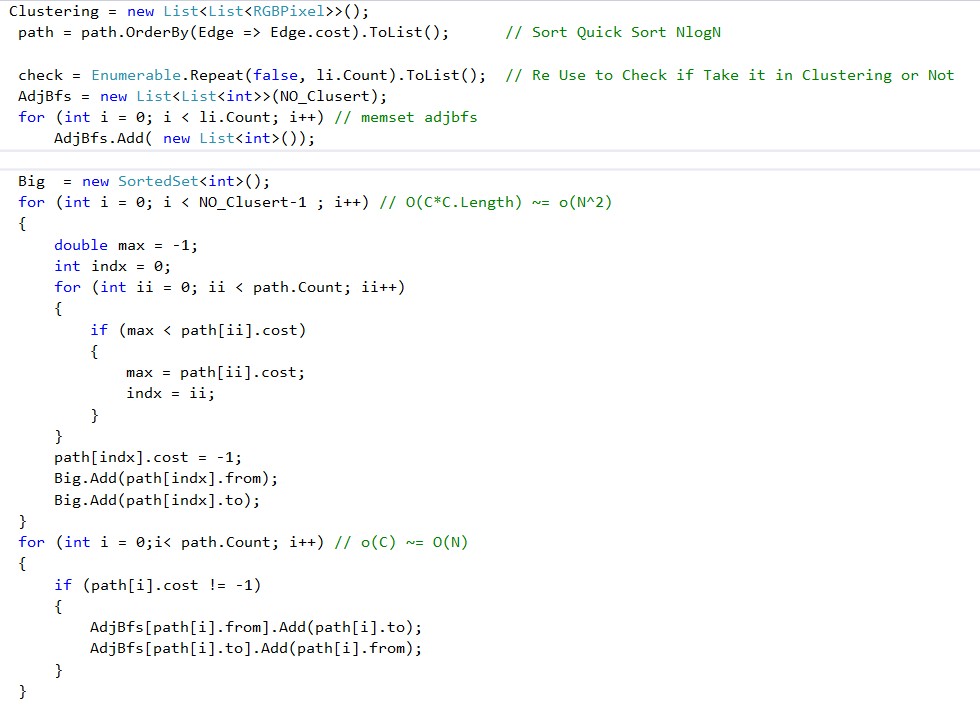 Clustering = new List<List<RGBPixel>>();
path = path.OrderBy(Edge => Edge.cost).ToList();      // Sort Quick Sort NlogN
check = Enumerable.Repeat(false, li.Count).ToList();  // Re Use to Check if Take it in Clustering or Not
AdjBfs = new List<List<int>>(NO_Clusert);
for (int i = 0; i < li.Count; i++) // memset adjbfs
    AdjBfs.Add( new List<int>());
Big  = new SortedSet<int>();
for (int i = 0; i < NO_Clusert-1 ; i++) // O(C*C.Length) ~= o(N^2)
{
    double max = -1;
    int indx = 0;
    for (int ii = 0; ii < path.Count; ii++)
    {
        if (max < path[ii].cost)
        {
            max = path[ii].cost;
            indx = ii;
        }
    }
    path[indx].cost = -1;
    Big.Add(path[indx].from);
    Big.Add(path[indx].to);
}
for (int i = 0;i< path.Count; i++) // o(C) ~= O(N)
{
    if (path[i].cost != -1)
    {
        AdjBfs[path[i].from].Add(path[i].to);
        AdjBfs[path[i].to].Add(path[i].from);
    }
}